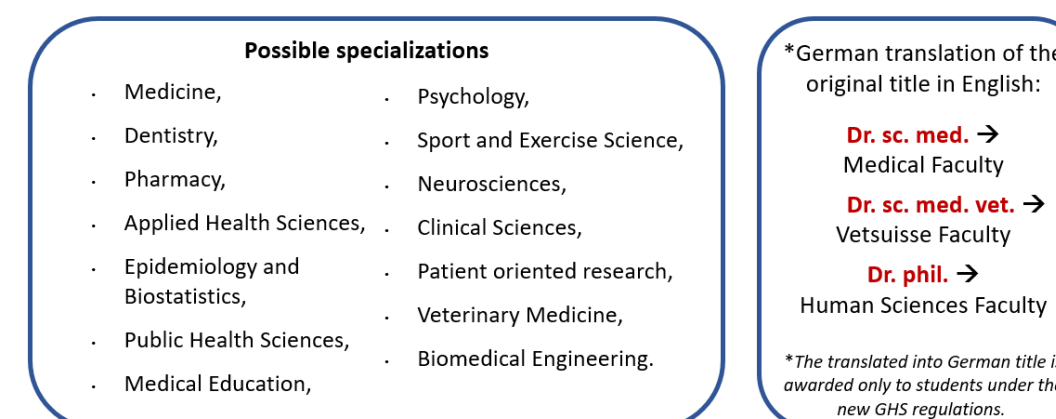 Possible specializations
· Medicine,
· Dentistry,
· Pharmacy,
· Applied Health Sciences,
· Epidemiology and
Biostatistics,
· Public Health Sciences,
· Medical Education,
· Psychology,
· Sport and Exercise Science,
· Neurosciences,
· Clinical Sciences,
· Patient oriented research,
· Veterinary Medicine,
· Biomedical Engineering.
*German translation of the
original title in English:
Dr. sc. med. →
Medical Faculty
Dr. sc. med. vet. →
Vetsuisse Faculty
Dr. phil. →
Human Sciences Faculty
*The translated into German title is
awarded only to students under the
new GHS regulations.